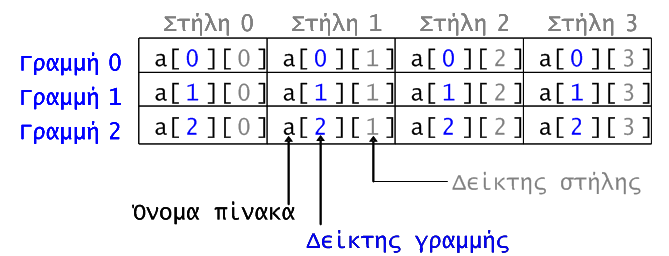 Στήλη 0 Στήλη 1 Στήλη 2 Στήλη 3
Γραμμή 0 a[0][0] a[0][1] a[0][2] a[0][3]
Γραμμή 1 a[1][0] a[1][1] a[1][2] a[1][3]
Γραμμή 2 a[2][0] a[2][1] a[2][2] a[2][3]
Δείκτης στήλης
Όνομα πίνακα
Δείκτης γραμμής